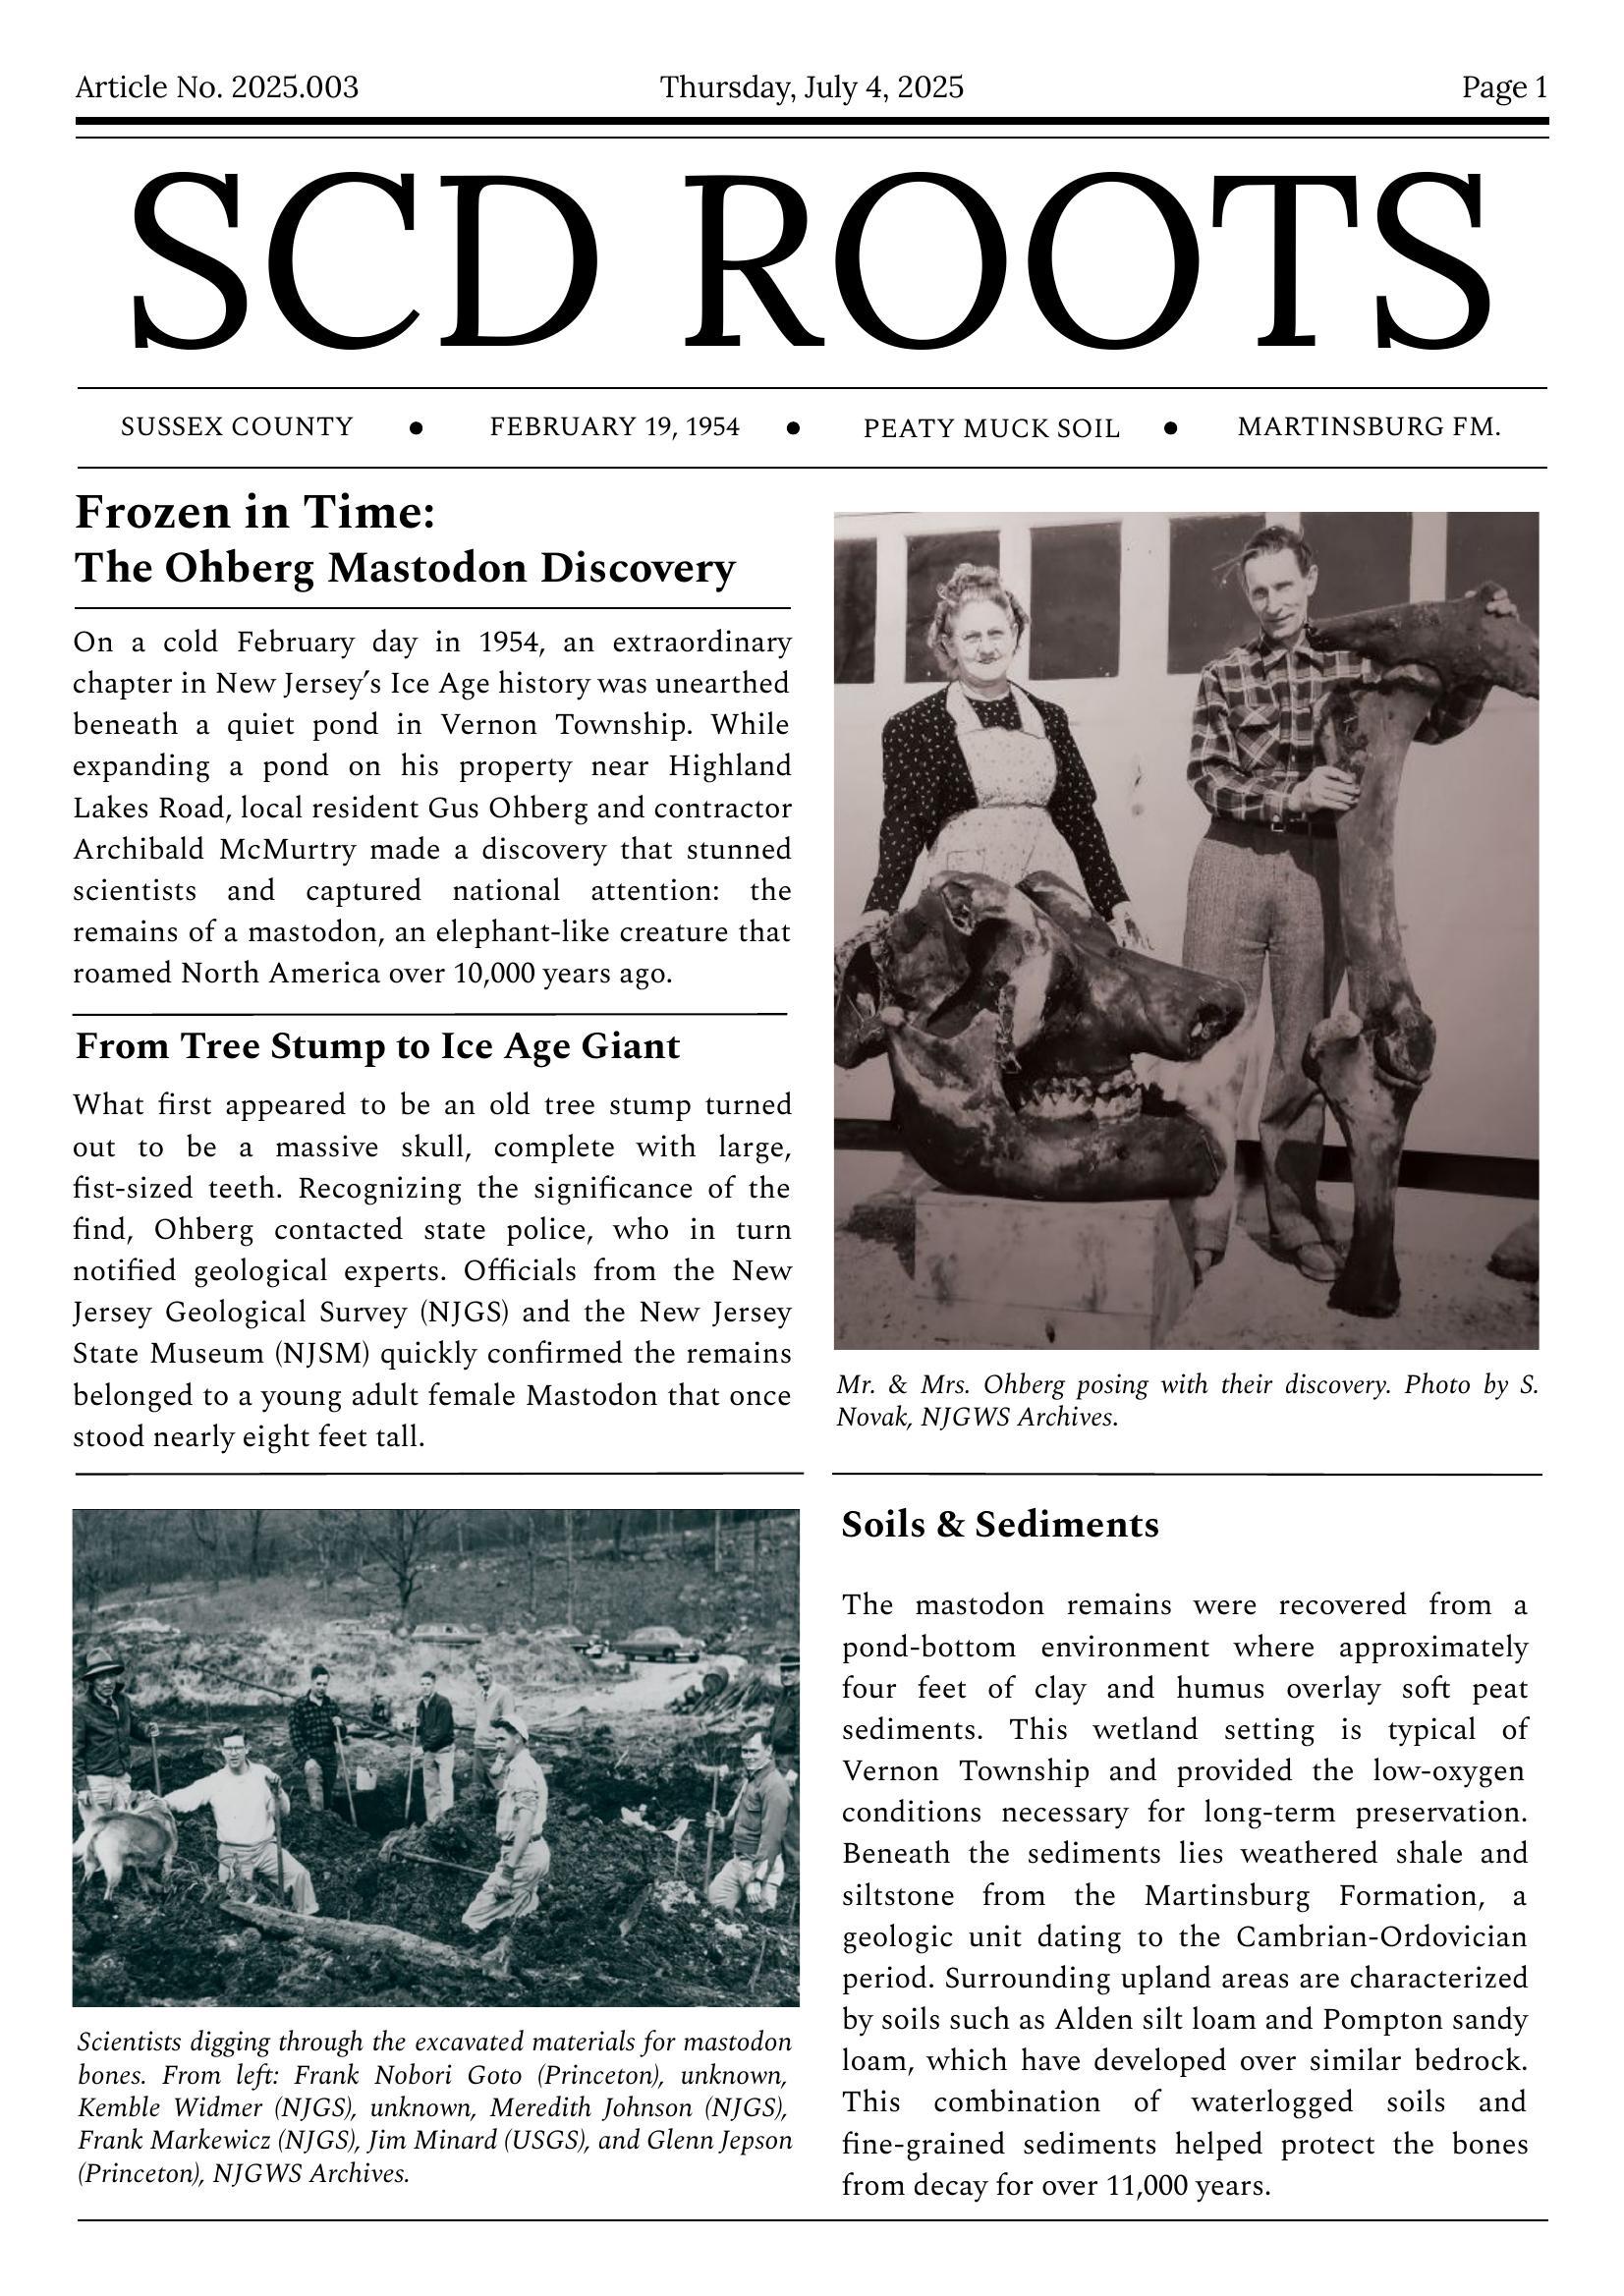 Article No. 2025.003
Thursday, July 4, 2025
Page 1
SCD ROOTS
SUSSEX COUNTY ● FEBRUARY 19, 1954 ● PEATY MUCK SOIL ● MARTINSBURG FM.
Frozen in Time:
The Ohberg Mastodon Discovery
On a cold February day in 1954, an extraordinary
chapter in New Jersey’s Ice Age history was unearthed
beneath a quiet pond in Vernon Township. While
expanding a pond on his property near Highland
Lakes Road, local resident Gus Ohberg and contractor
Archibald McMurtry made a discovery that stunned
scientists and captured national attention: the
remains of a mastodon, an elephant-like creature that
roamed North America over 10,000 years ago.
From Tree Stump to Ice Age Giant
What first appeared to be an old tree stump turned
out to be a massive skull, complete with large,
fist-sized teeth. Recognizing the significance of the
find, Ohberg contacted state police, who in turn
notified geological experts. Officials from the New
Jersey Geological Survey (NJGS) and the New Jersey
State Museum (NJSM) quickly confirmed the remains
belonged to a young adult female Mastodon that once
stood nearly eight feet tall.
Mr. & Mrs. Ohberg posing with their discovery. Photo by S.
Novak, NJGWS Archives.
Scientists digging through the excavated materials for mastodon
bones. From left: Frank Nobori Goto (Princeton), unknown,
Kemble Widmer (NJGS), unknown, Meredith Johnson (NJGS),
Frank Markewicz (NJGS), Jim Minard (USGS), and Glenn Jepson
(Princeton), NJGWS Archives.
Soils & Sediments
The mastodon remains were recovered from a
pond-bottom environment where approximately
four feet of clay and humus overlay soft peat
sediments. This wetland setting is typical of
Vernon Township and provided the low-oxygen
conditions necessary for long-term preservation.
Beneath the sediments lies weathered shale and
siltstone from the Martinsburg Formation, a
geologic unit dating to the Cambrian-Ordovician
period. Surrounding upland areas are characterized
by soils such as Alden silt loam and Pompton sandy
loam, which have developed over similar bedrock.
This combination of waterlogged soils and
fine-grained sediments helped protect the bones
from decay for over 11,000 years.